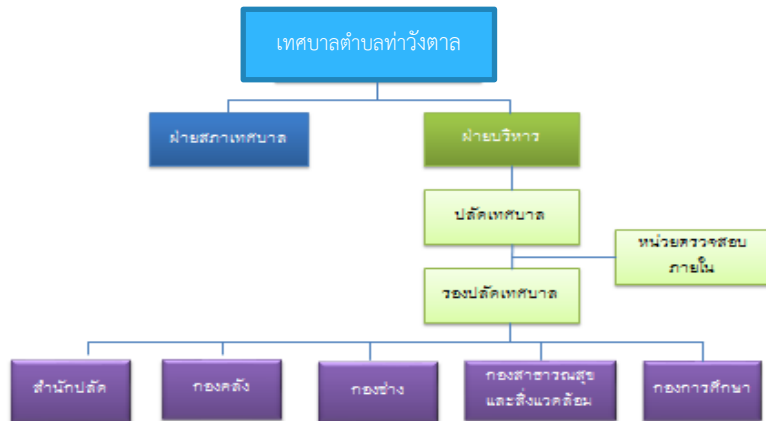 เทศบาลตำบลท่าวังตาล
ฝ่ายสภาเทศบาล
ฝ่ายบริหาร
ปลัดเทศบาล
หน่วยตรวจสอบ
ภายใน
รองปลัดเทศบาล
สำนักปลัด
กองคลัง
กองช่าง
กองสาธารณสุข
และสิ่งแวดล้อม
กองการศึกษา